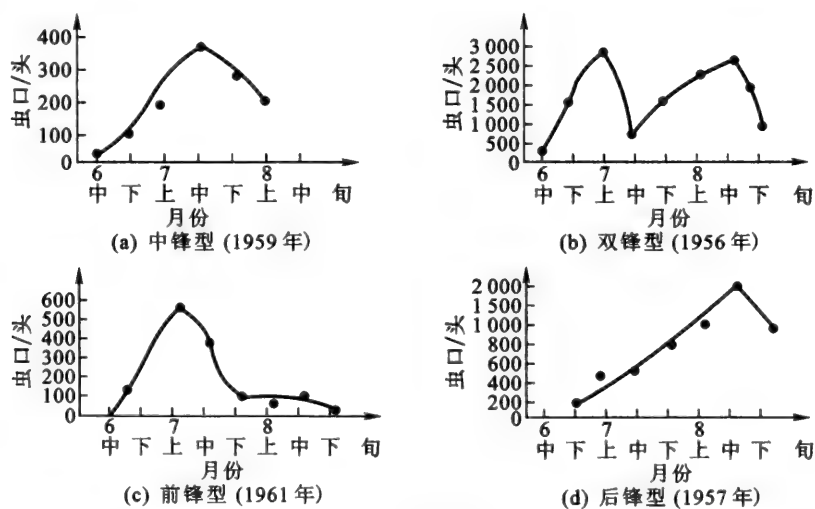 虫口/头
400
300
200
100
0
6 7 8
中 下 上 中 下 上 中 旬
月份
(a) 中锋型 (1959年)
虫口/头
3 000
2 500
2 000
1 500
1 000
500
0
6 7 8
中 下 上 中 下 上 中 下 旬
月份
(b) 双锋型 (1956年)
虫口/头
600
500
400
300
200
100
0
6 7 8
中 下 上 中 下 上 中 下 旬
月份
(c) 前锋型 (1961年)
虫口/头
2 000
1 500
1 000
800
600
400
200
0
6 7 8
中 下 上 中 下 上 中 下 旬
月份
(d) 后锋型 (1957年)